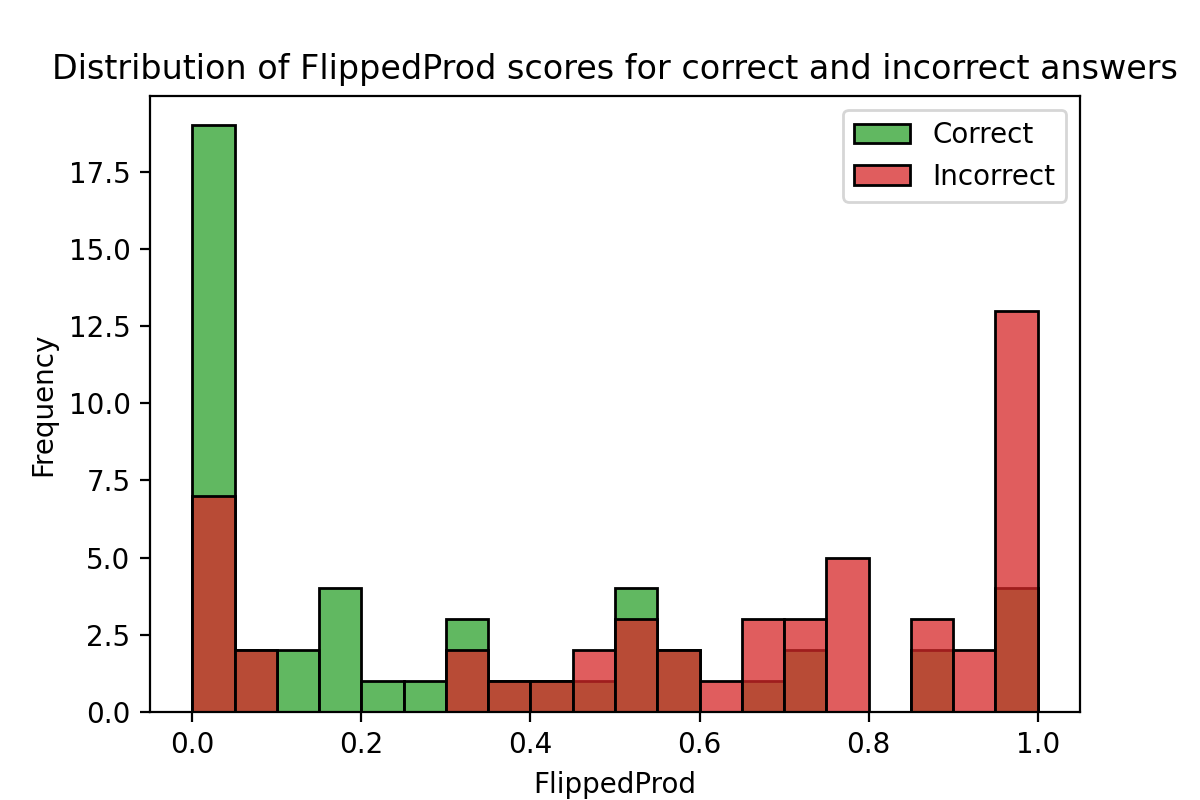 Distribution of FlippedProd scores for correct and incorrect answers
Correct
Incorrect
17.5
15.0
12.5
10.0
7.5
5.0
2.5
0.0
Frequency
0.0 0.2 0.4 0.6 0.8 1.0
FlippedProd